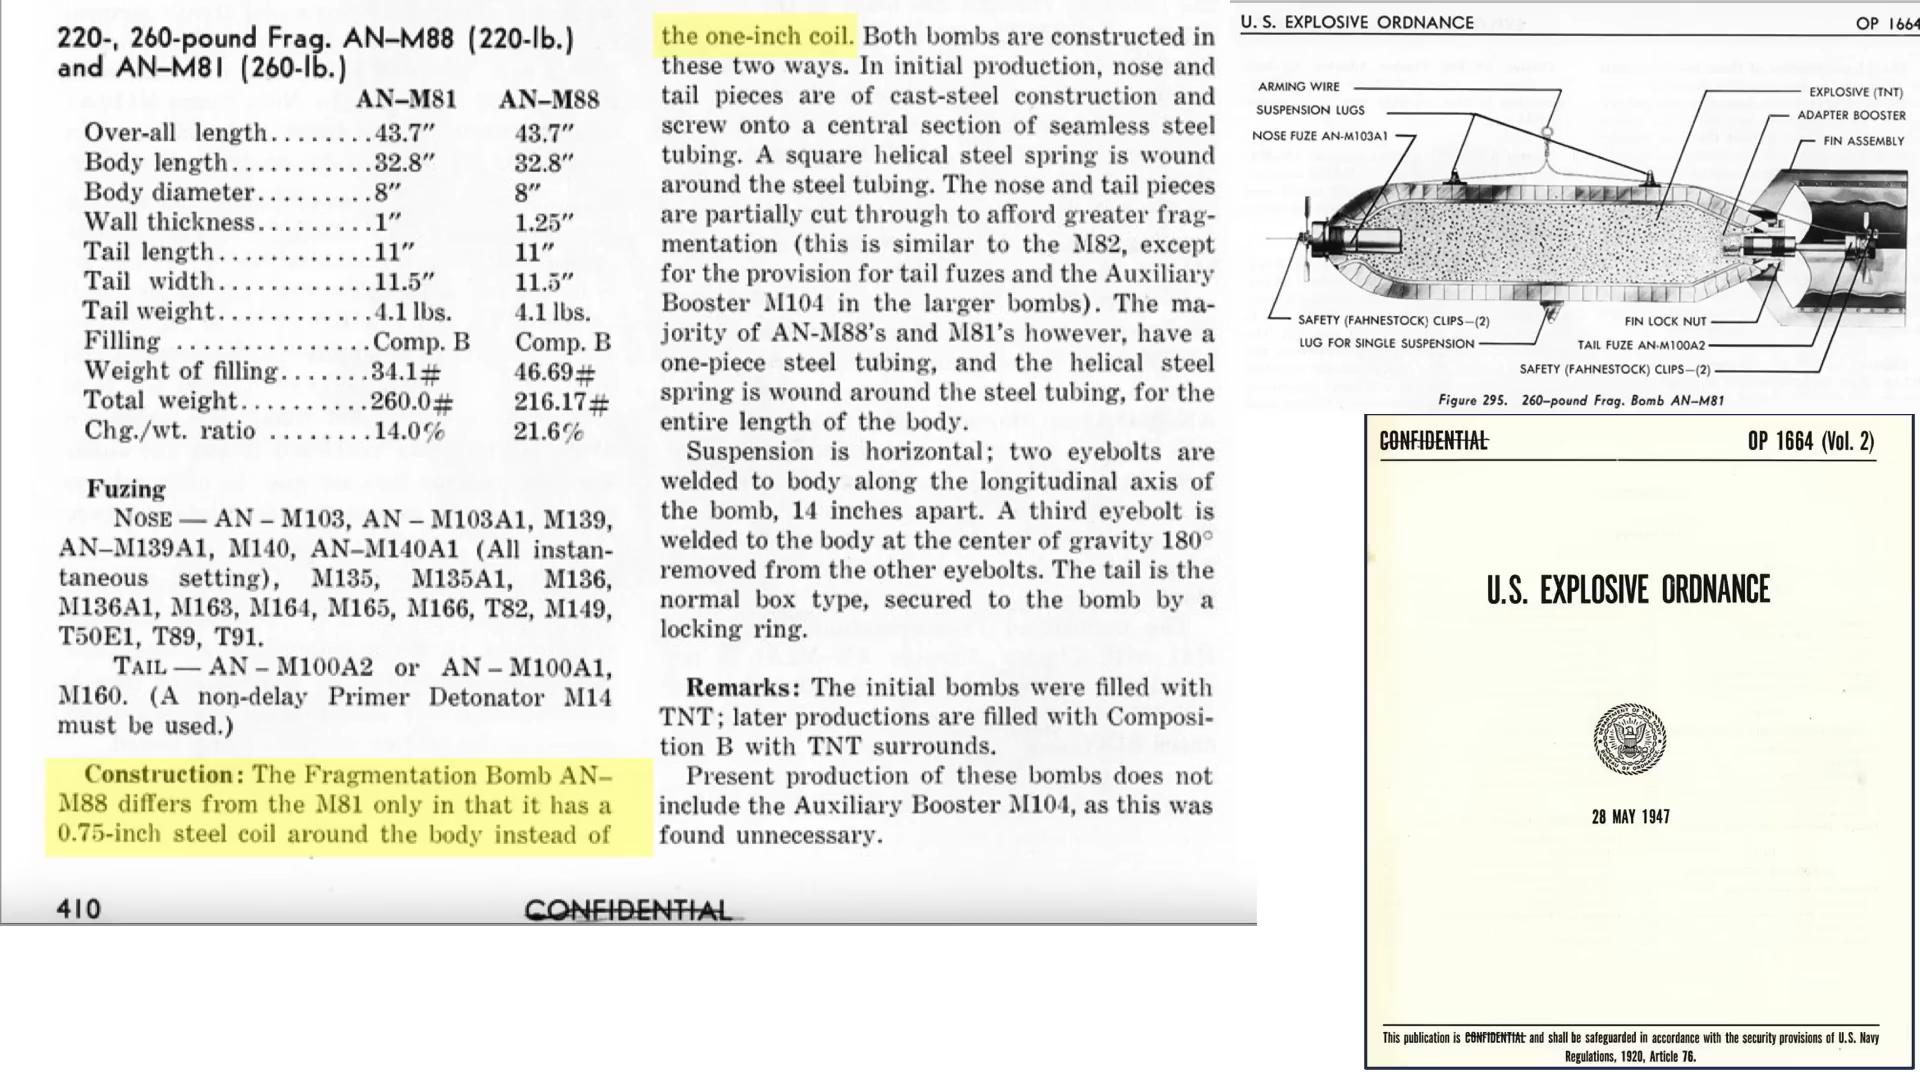 220-, 260-pound Frag. AN–M88 (220-lb.)
and AN–M81 (260-lb.)
AN–M81 AN–M88
Over-all length........43.7″ 43.7″
Body length...........32.8″ 32.8″
Body diameter.........8″ 8″
Wall thickness.........1″ 1.25″
Tail length............11″ 11″
Tail width............11.5″ 11.5″
Tail weight............4.1 lbs. 4.1 lbs.
Filling ...............Comp. B Comp. B
Weight of filling.......34.1# 46.69#
Total weight..........260.0# 216.17#
Chg./wt. ratio ........14.0% 21.6%
Fuzing
NOSE — AN – M103, AN – M103A1, M139,
AN–M139A1, M140, AN–M140A1 (All instan-
taneous setting), M135, M135A1, M136,
M136A1, M163, M164, M165, M166, T82, M149,
T50E1, T89, T91.
TAIL — AN – M100A2 or AN – M100A1,
M160. (A non-delay Primer Detonator M14
must be used.)
Construction: The Fragmentation Bomb AN–
M88 differs from the M81 only in that it has a
0.75-inch steel coil around the body instead of
410
CONFIDENTIAL
the one-inch coil. Both bombs are constructed in
these two ways. In initial production, nose and
tail pieces are of cast-steel construction and
screw onto a central section of seamless steel
tubing. A square helical steel spring is wound
around the steel tubing. The nose and tail pieces
are partially cut through to afford greater frag-
mentation (this is similar to the M82, except
for the provision for tail fuzes and the Auxiliary
Booster M104 in the larger bombs). The ma-
jority of AN-M88's and M81's however, have a
one-piece steel tubing, and the helical steel
spring is wound around the steel tubing, for the
entire length of the body.
Suspension is horizontal; two eyebolts are
welded to body along the longitudinal axis of
the bomb, 14 inches apart. A third eyebolt is
welded to the body at the center of gravity 180°
removed from the other eyebolts. The tail is the
normal box type, secured to the bomb by a
locking ring.
Remarks: The initial bombs were filled with
TNT; later productions are filled with Composi-
tion B with TNT surrounds.
Present production of these bombs does not
include the Auxiliary Booster M104, as this was
found unnecessary.
U. S. EXPLOSIVE ORDNANCE
OP 1664
ARMING WIRE
SUSPENSION LUGS
NOSE FUZE AN-M103A1
EXPLOSIVE (TNT)
ADAPTER BOOSTER
FIN ASSEMBLY
SAFETY (FAHNESTOCK) CLIPS—(2)
LUG FOR SINGLE SUSPENSION
FIN LOCK NUT
TAIL FUZE AN-M100A2
SAFETY (FAHNESTOCK) CLIPS—(2)
Figure 295. 260–pound Frag. Bomb AN–M81
CONFIDENTIAL
OP 1664 (Vol. 2)
U.S. EXPLOSIVE ORDNANCE
28 MAY 1947
This publication is CONFIDENTIAL and shall be safeguarded in accordance with the security provisions of U.S. Navy
Regulations, 1920, Article 76.